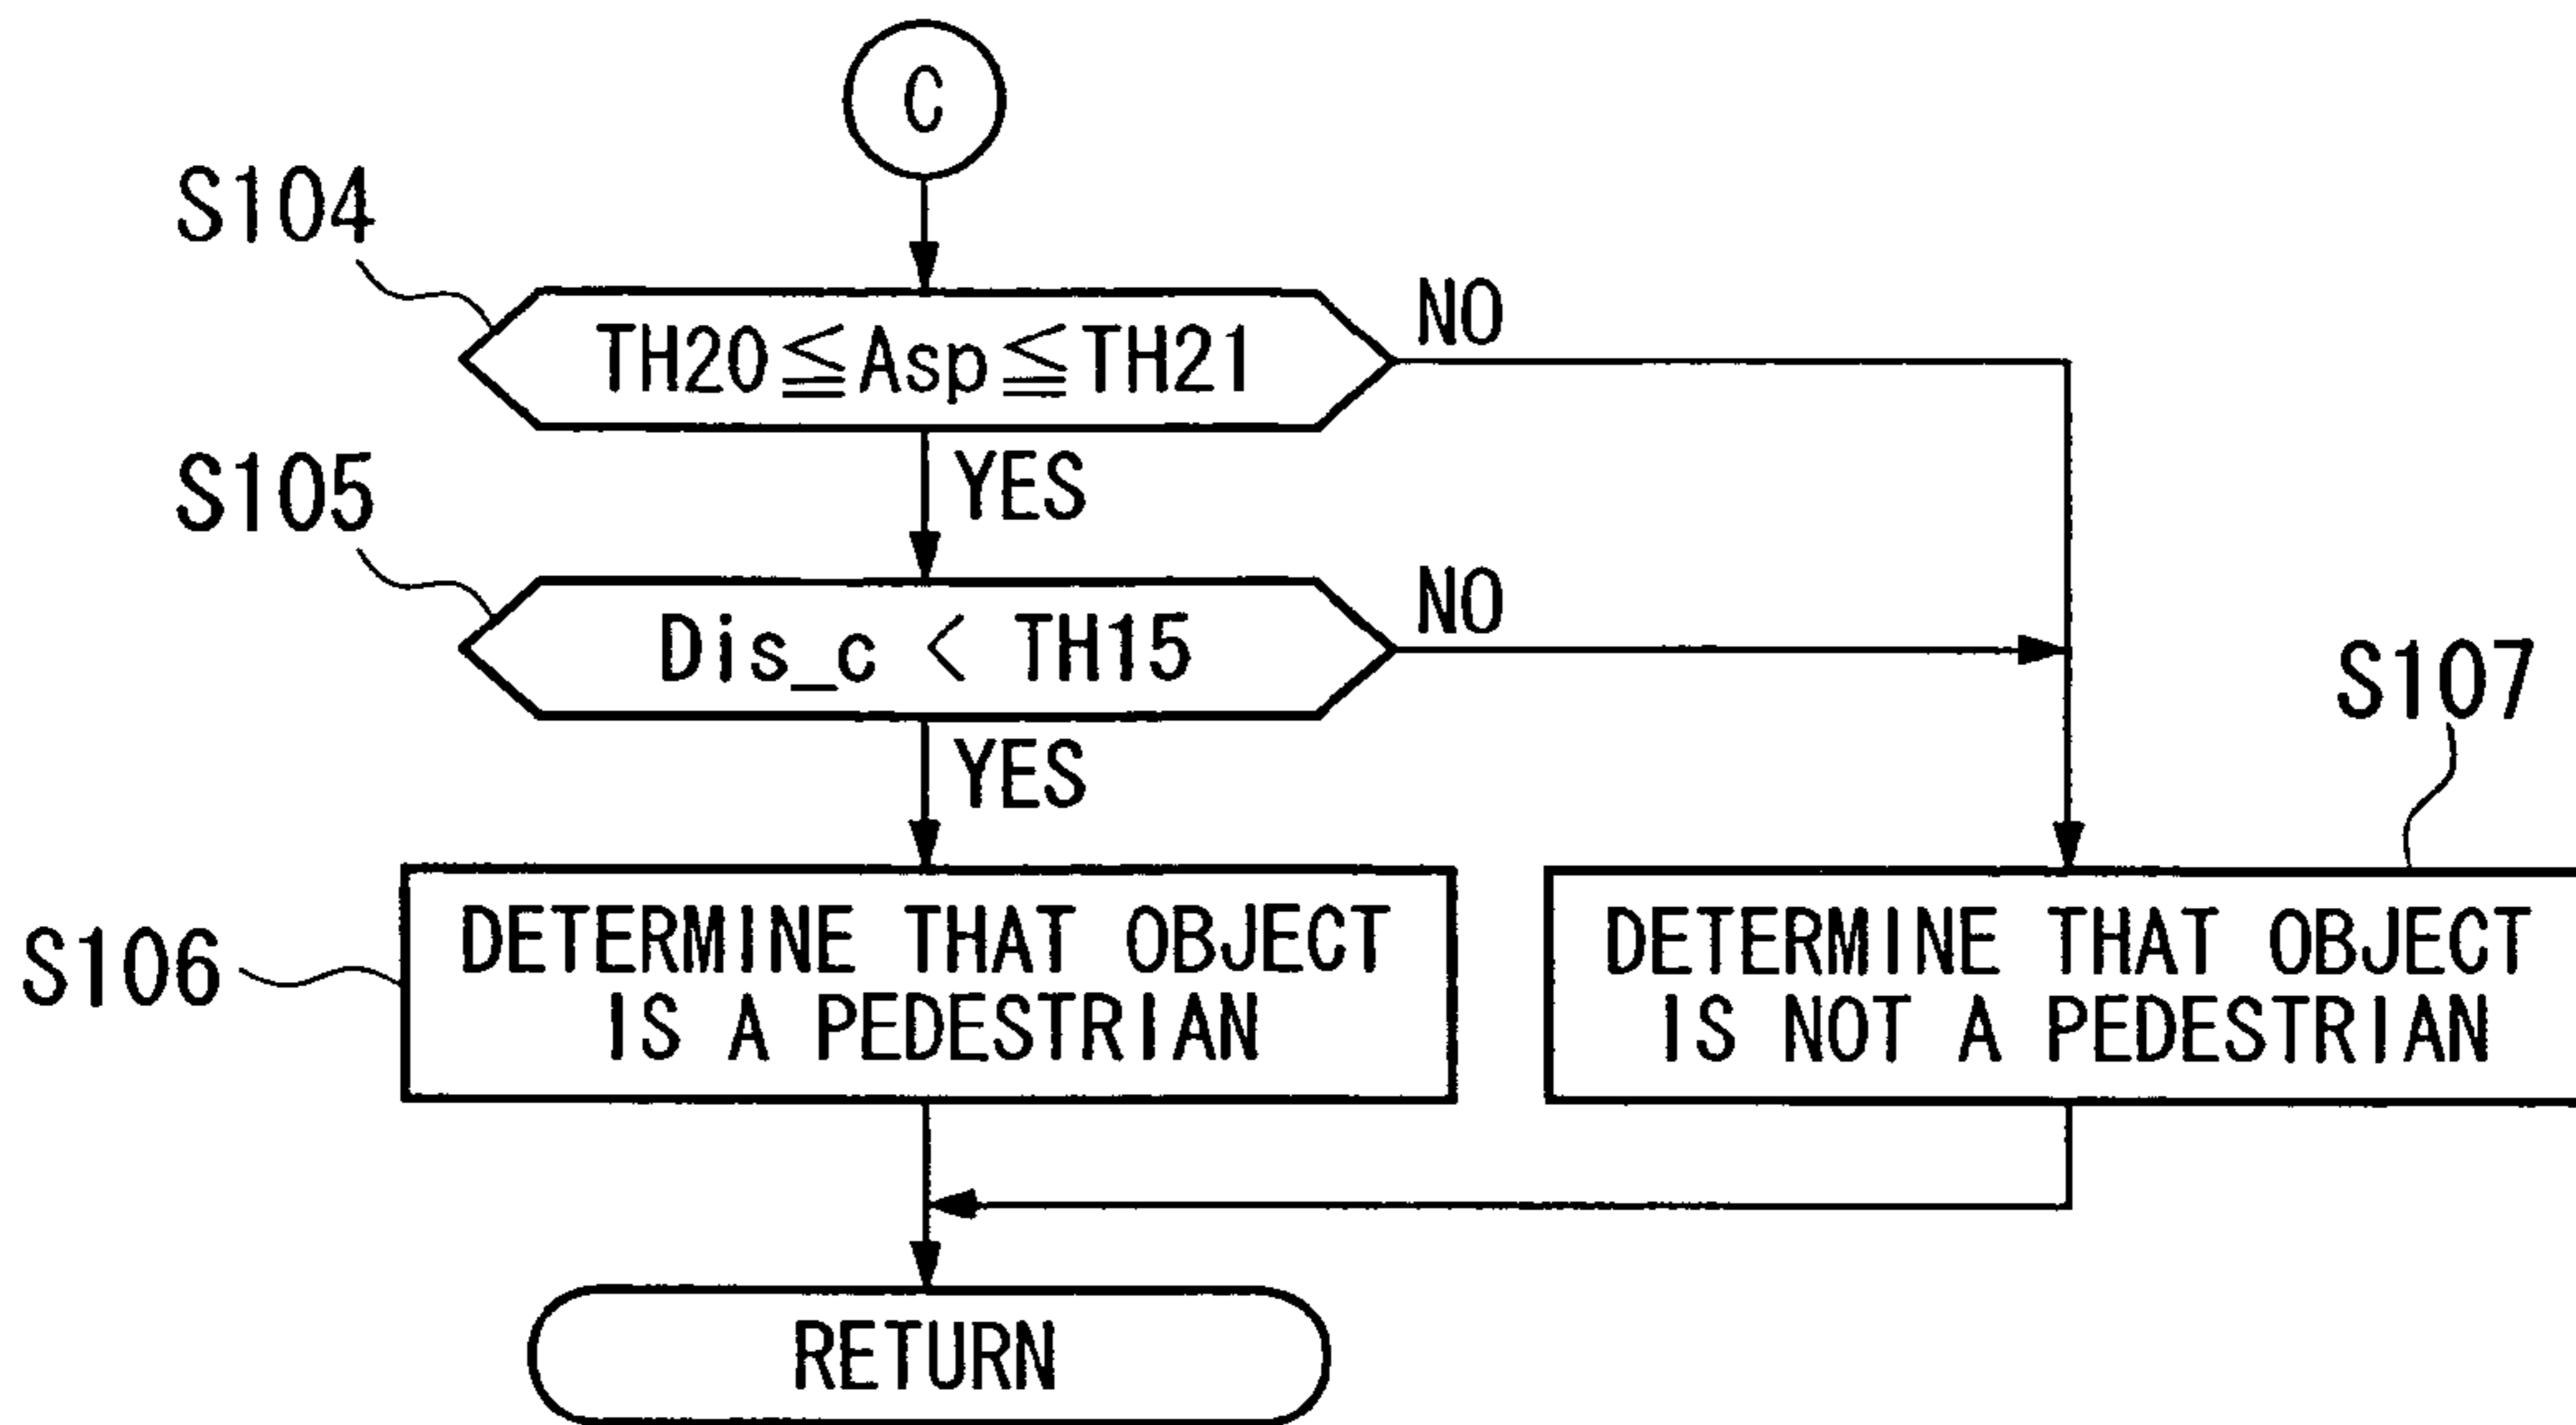 C
S104
TH20≦Asp≦TH21
NO
YES
S105
Dis_c < TH15
NO
YES
S107
S106
DETERMINE THAT OBJECT
IS A PEDESTRIAN
DETERMINE THAT OBJECT
IS NOT A PEDESTRIAN
RETURN